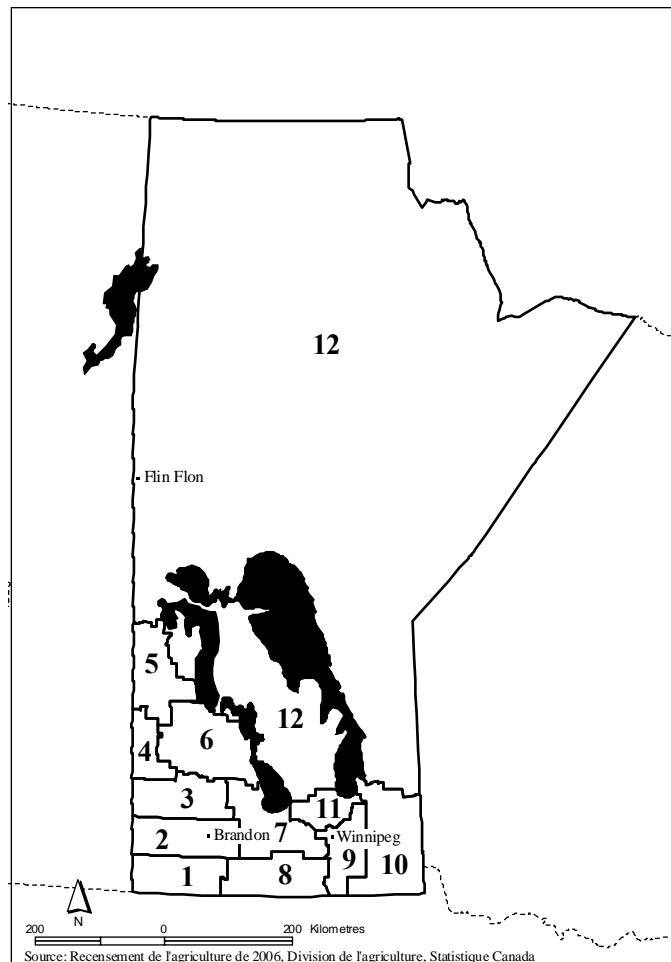 12
Flin Flon
5
12
6
4
3
11
Brandon
7
Winnipeg
2
9
10
1
8
N
200 0 200 Kilometres
Source: Recensement de l'agriculture de 2006, Division de l'agriculture, Statistique Canada